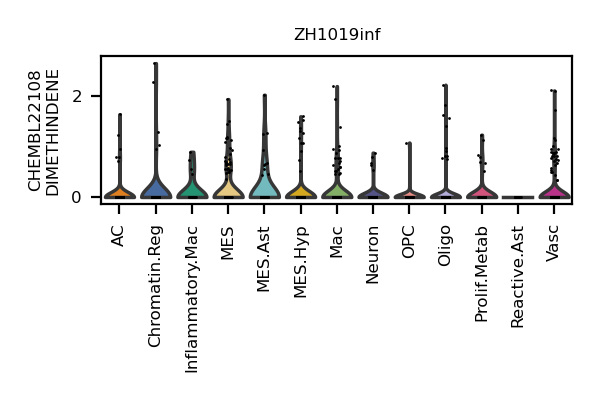 ZH1019inf
CHEMBL22108
DIMETHINDENE
2
0
AC
Chromatin.Reg
Inflammatory.Mac
MES
MES.Ast
MES.Hyp
Mac
Neuron
OPC
Oligo
Prolif.Metab
Reactive.Ast
Vasc